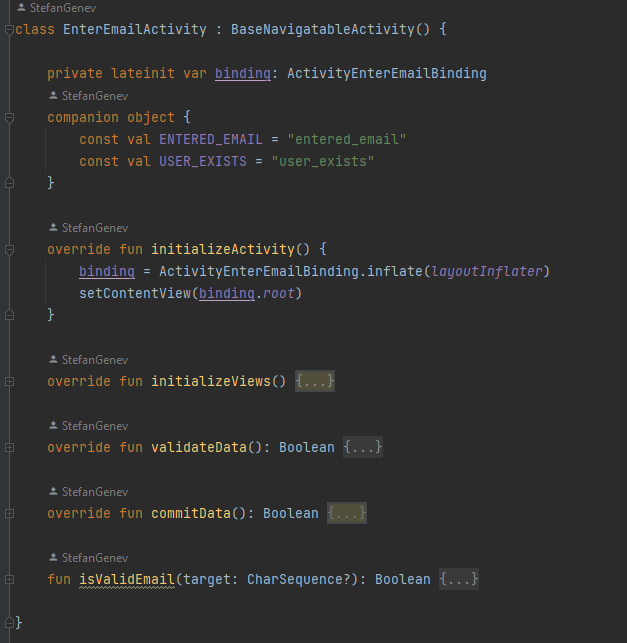 StefanGenev
class EnterEmailActivity : BaseNavigatableActivity() {
private lateinit var binding: ActivityEnterEmailBinding
StefanGenev
companion object {
const val ENTERED_EMAIL = "entered_email"
const val USER_EXISTS = "user_exists"
}
StefanGenev
override fun initializeActivity() {
binding = ActivityEnterEmailBinding.inflate(layoutInflater)
setContentView(binding.root)
}
StefanGenev
override fun initializeViews() {...}
StefanGenev
override fun validateData(): Boolean {...}
StefanGenev
override fun commitData(): Boolean {...}
StefanGenev
fun isValidEmail(target: CharSequence?): Boolean {...}
}